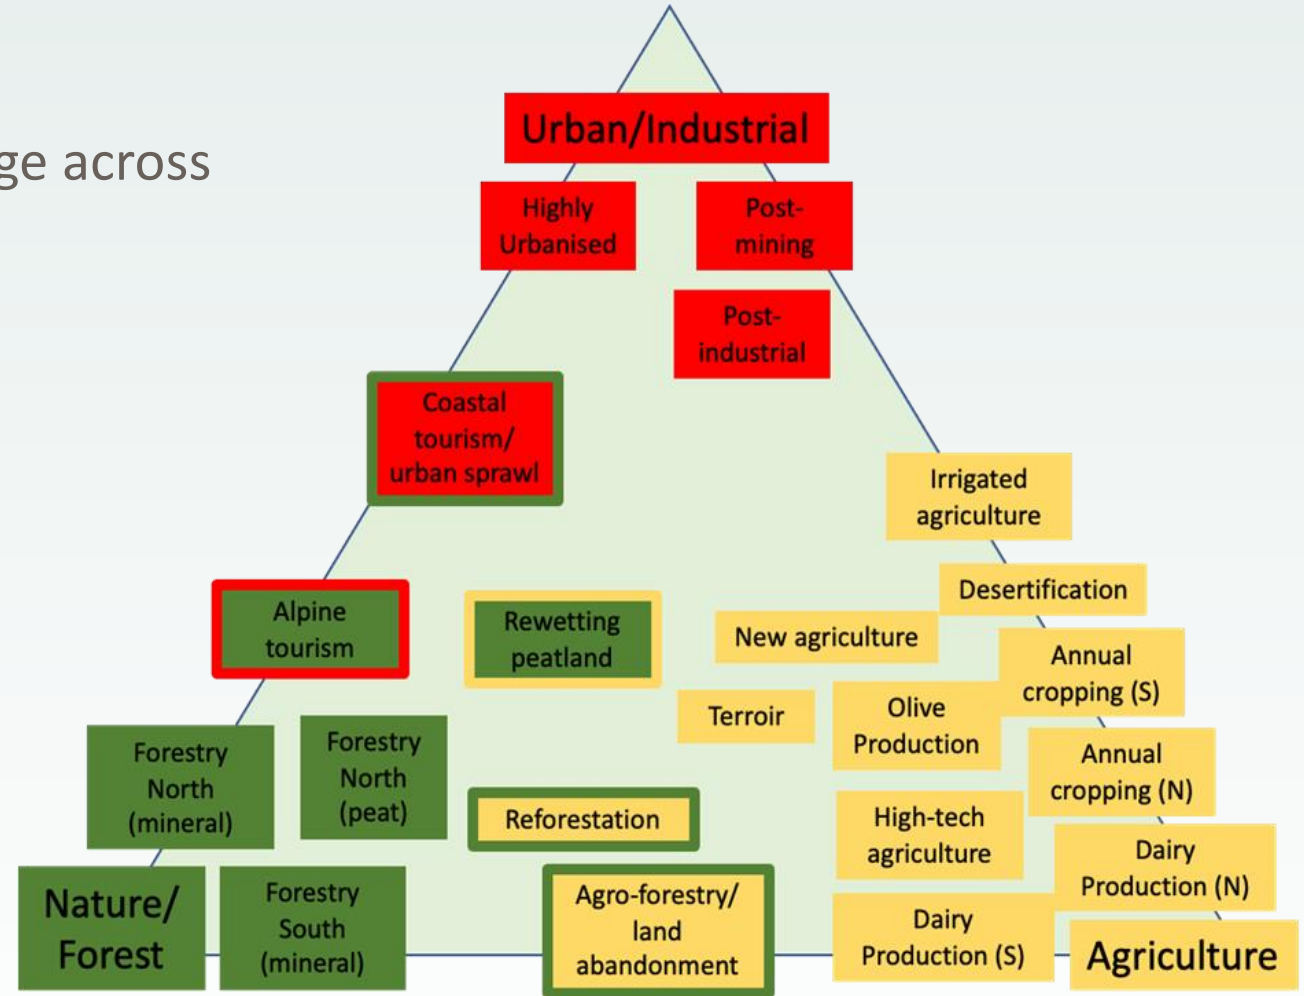 Urban/Industrial
ge across
Highly
Urbanised
Post-
mining
Post-
industrial
Coastal
tourism/
urban sprawl
Irrigated
agriculture
Desertification
Alpine
tourism
Rewetting
peatland
New agriculture
Annual
cropping (S)
Terroir
Olive
Production
Forestry
North
(mineral)
Forestry
North
(peat)
Annual
cropping (N)
Reforestation
High-tech
agriculture
Dairy
Production (N)
Nature/
Forest
Forestry
South
(mineral)
Agro-forestry/
land
abandonment
Dairy
Production (S)
Agriculture